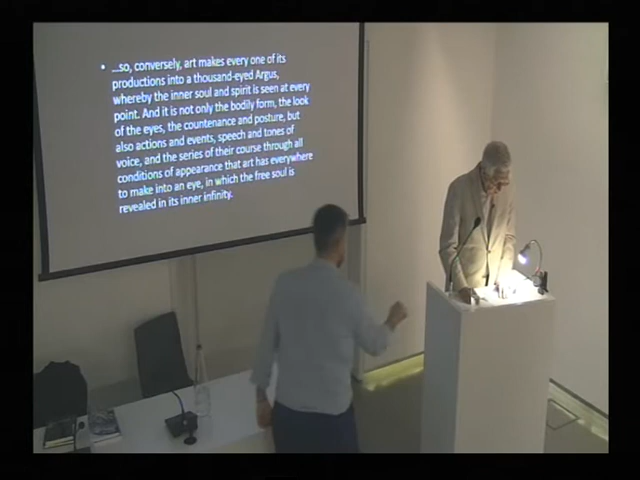 • ...so, conversely, art makes every one of its
productions into a thousand-eyed Argus,
whereby the inner soul and spirit is seen at every
point. And it is not only the bodily form, the look
of the eyes, the countenance and posture, but
also actions and events, speech and tones of
voice, and the series of their course through all
conditions of appearance that art has everywhere
to make into an eye, in which the free soul is
revealed in its inner infinity.